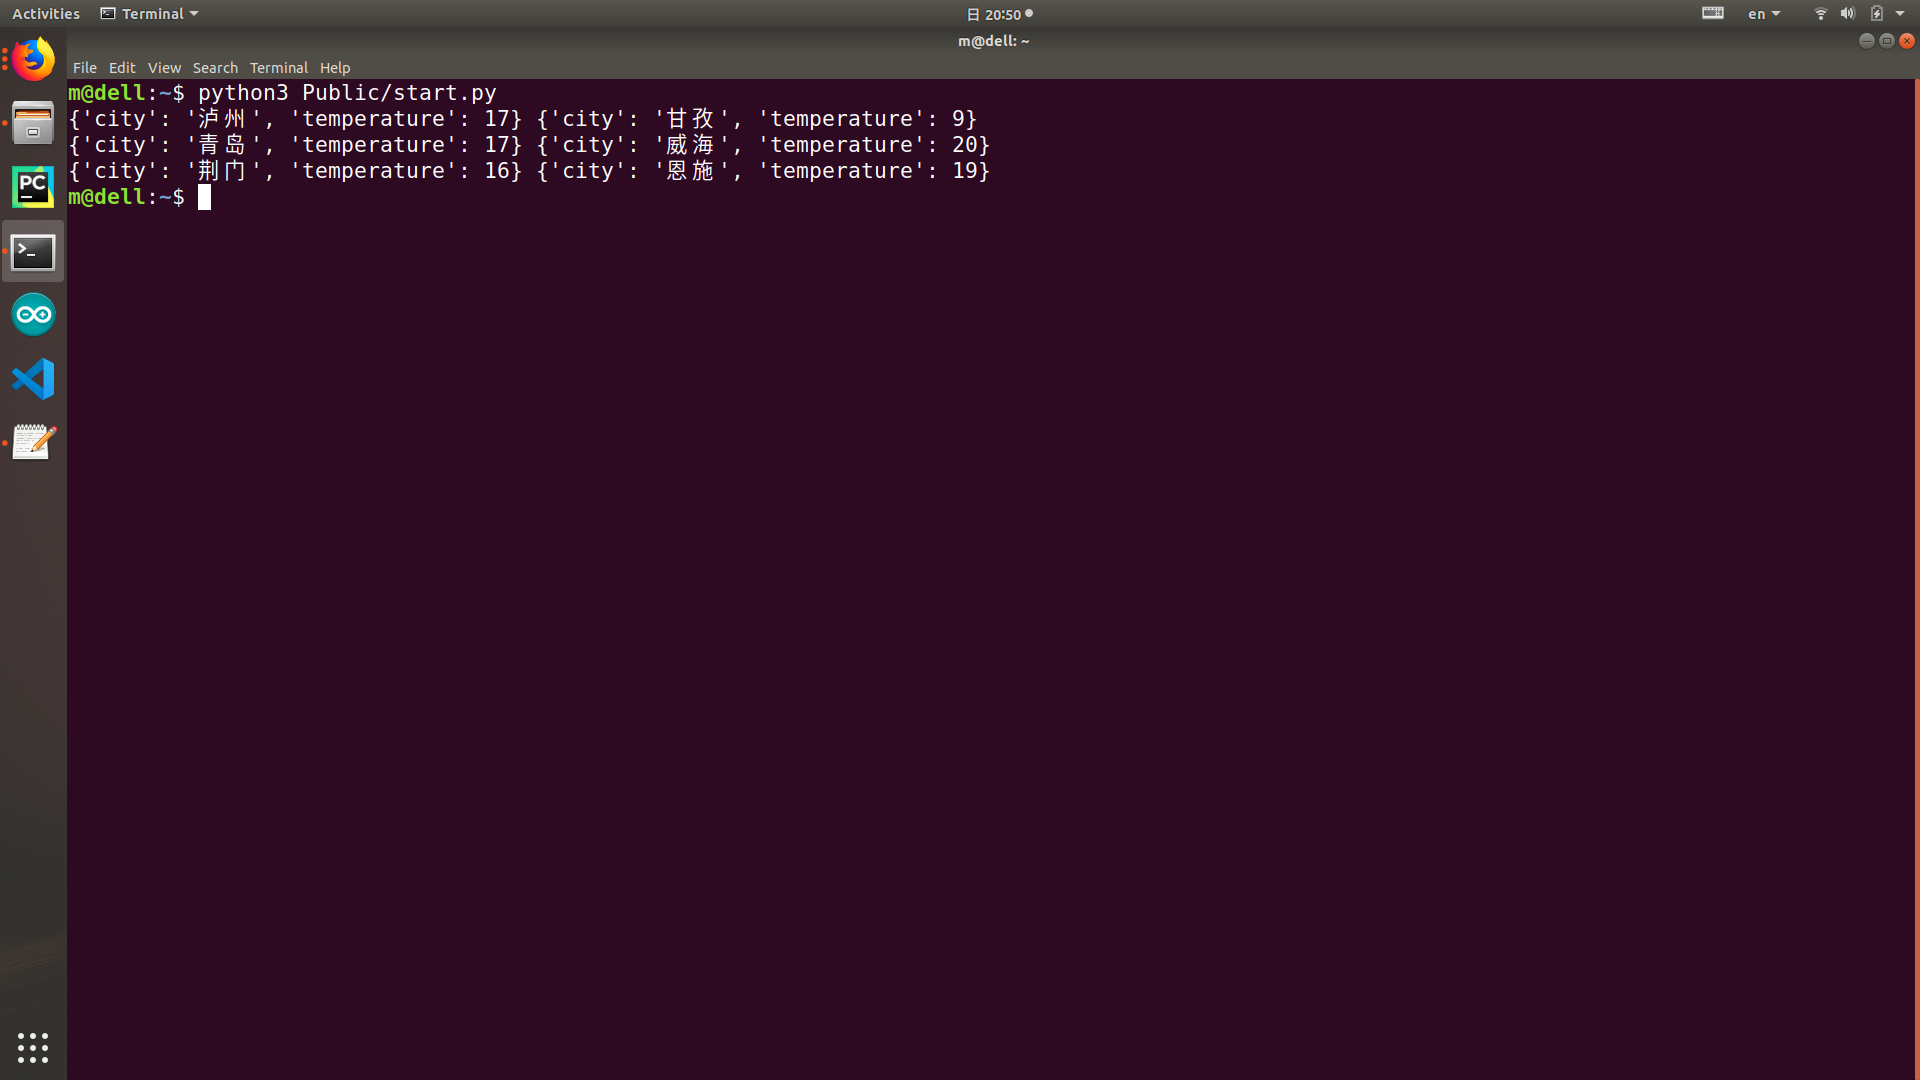 Activities Terminal 日 20:50 en
m@dell: ~
File Edit View Search Terminal Help
m@dell:~$ python3 Public/start.py
{'city': '泸州', 'temperature': 17} {'city': '甘孜', 'temperature': 9}
{'city': '青岛', 'temperature': 17} {'city': '威海', 'temperature': 20}
{'city': '荆门', 'temperature': 16} {'city': '恩施', 'temperature': 19}
m@dell:~$
PC